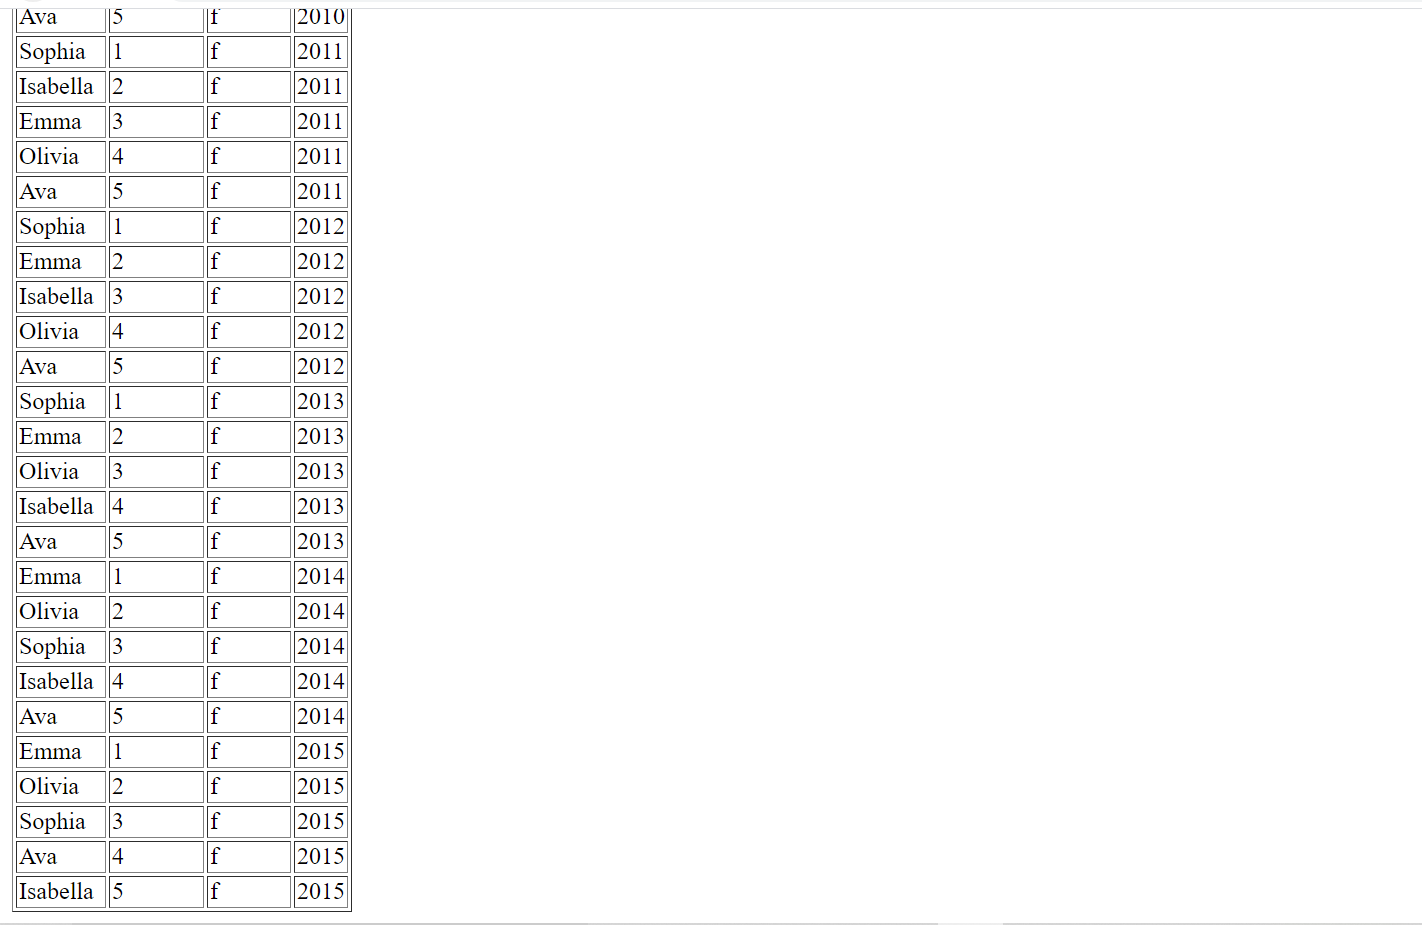 Ava 5 f 2010
Sophia 1 f 2011
Isabella 2 f 2011
Emma 3 f 2011
Olivia 4 f 2011
Ava 5 f 2011
Sophia 1 f 2012
Emma 2 f 2012
Isabella 3 f 2012
Olivia 4 f 2012
Ava 5 f 2012
Sophia 1 f 2013
Emma 2 f 2013
Olivia 3 f 2013
Isabella 4 f 2013
Ava 5 f 2013
Emma 1 f 2014
Olivia 2 f 2014
Sophia 3 f 2014
Isabella 4 f 2014
Ava 5 f 2014
Emma 1 f 2015
Olivia 2 f 2015
Sophia 3 f 2015
Ava 4 f 2015
Isabella 5 f 2015